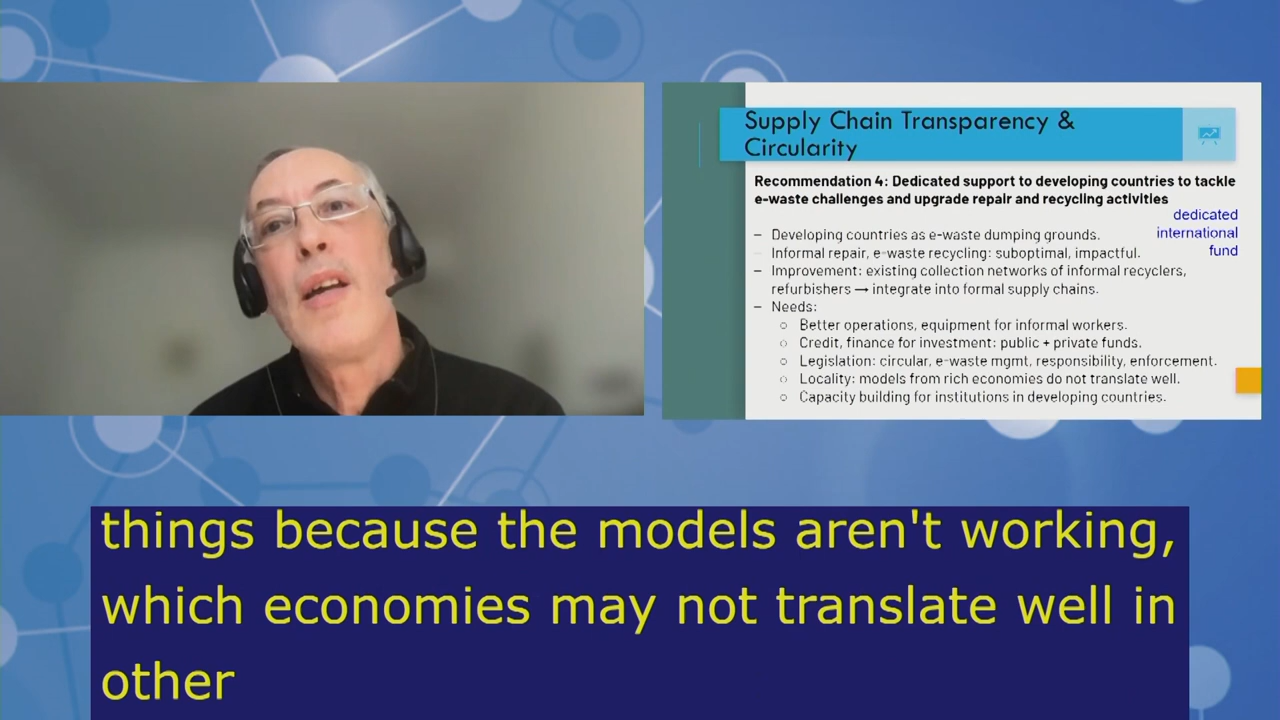 Supply Chain Transparency &
Circularity
Recommendation 4: Dedicated support to developing countries to tackle
e-waste challenges and upgrade repair and recycling activities
dedicated
international
fund
– Developing countries as e-waste dumping grounds.
– Informal repair, e-waste recycling: suboptimal, impactful.
– Improvement: existing collection networks of informal recyclers,
refurbishers → integrate into formal supply chains.
– Needs:
○ Better operations, equipment for informal workers.
○ Credit, finance for investment: public + private funds.
○ Legislation: circular, e-waste mgmt, responsibility, enforcement.
○ Locality: models from rich economies do not translate well.
○ Capacity building for institutions in developing countries.
things because the models aren't working,
which economies may not translate well in
other